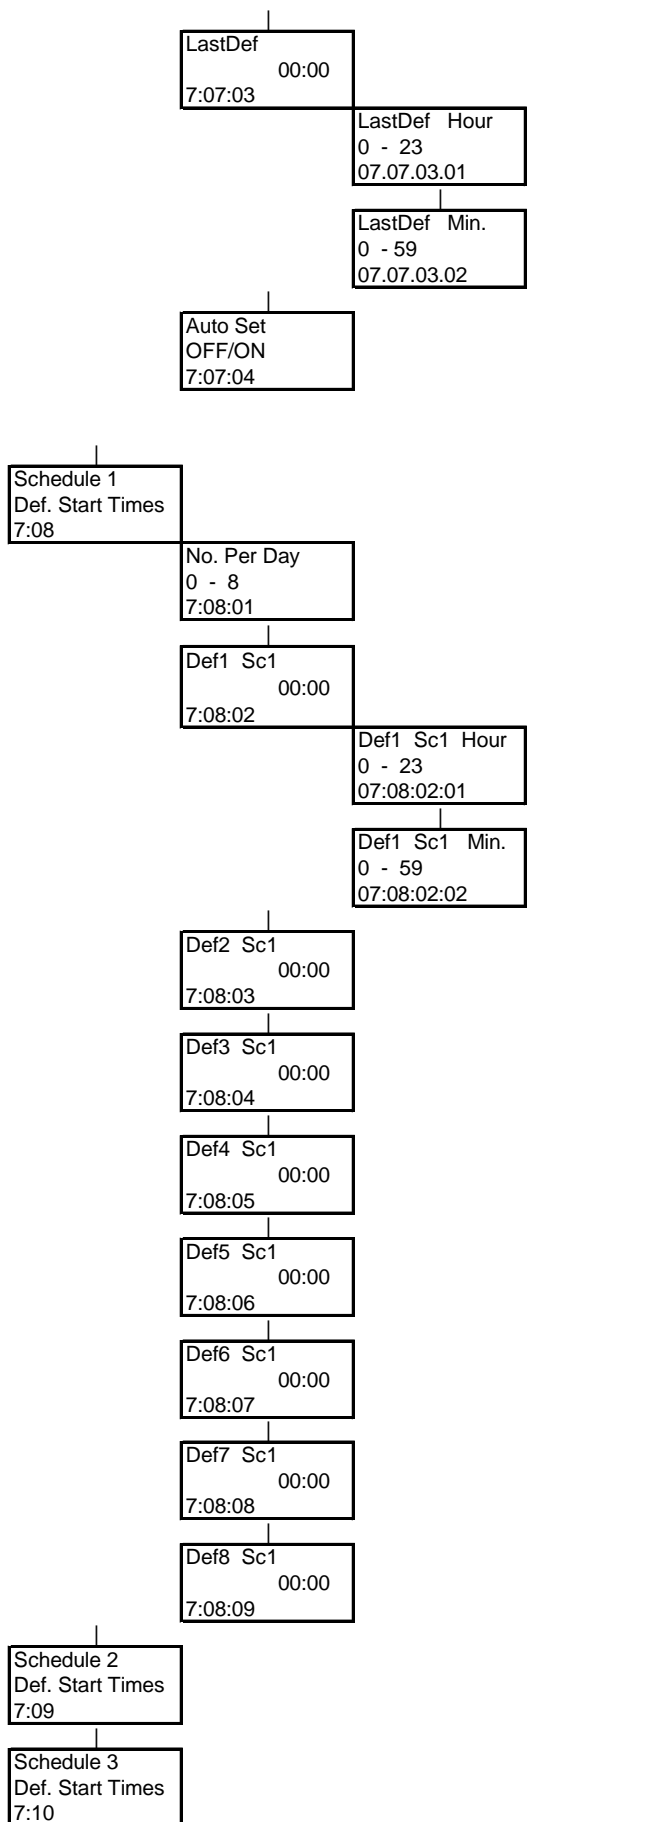 LastDef
00:00
7:07:03
LastDef Hour
0 - 23
07.07.03.01
LastDef Min.
0 - 59
07.07.03.02
Auto Set
OFF/ON
7:07:04
Schedule 1
Def. Start Times
7:08
No. Per Day
0 - 8
7:08:01
Def1 Sc1
00:00
7:08:02
Def1 Sc1 Hour
0 - 23
07:08:02:01
Def1 Sc1 Min.
0 - 59
07:08:02:02
Def2 Sc1
00:00
7:08:03
Def3 Sc1
00:00
7:08:04
Def4 Sc1
00:00
7:08:05
Def5 Sc1
00:00
7:08:06
Def6 Sc1
00:00
7:08:07
Def7 Sc1
00:00
7:08:08
Def8 Sc1
00:00
7:08:09
Schedule 2
Def. Start Times
7:09
Schedule 3
Def. Start Times
7:10